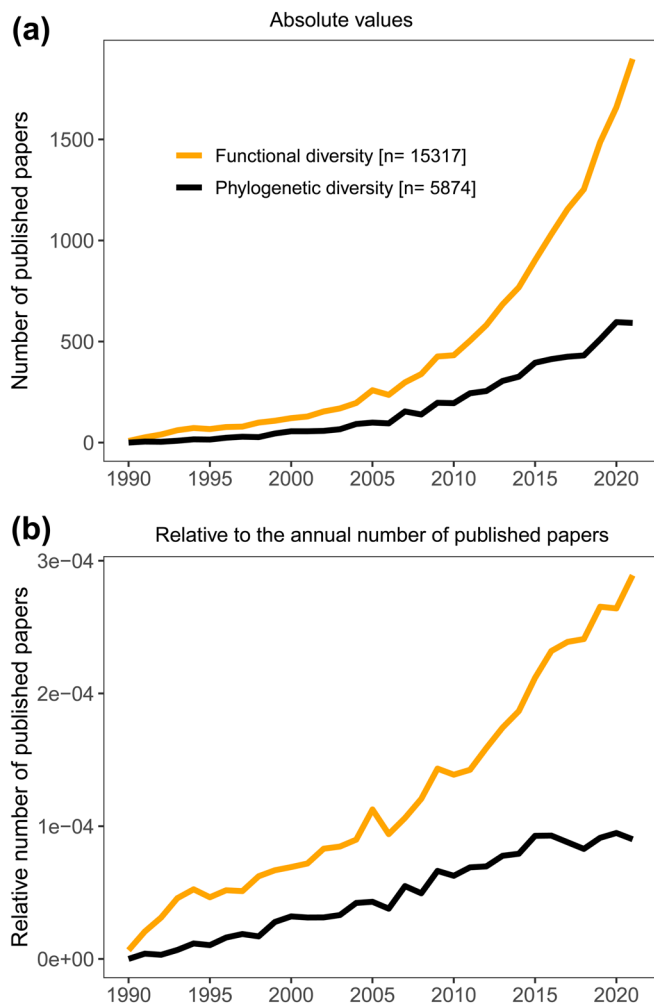 (a)
Absolute values
Number of published papers
1500
1000
500
0
Functional diversity [n= 15317]
Phylogenetic diversity [n= 5874]
1990 1995 2000 2005 2010 2015 2020
(b)
Relative to the annual number of published papers
Relative number of published papers
3e−04
2e−04
1e−04
0e+00
1990 1995 2000 2005 2010 2015 2020